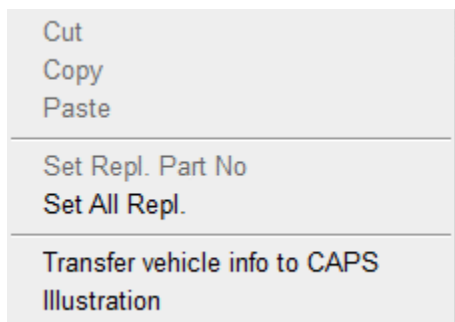 Cut
Copy
Paste
Set Repl. Part No
Set All Repl.
Transfer vehicle info to CAPS
Illustration